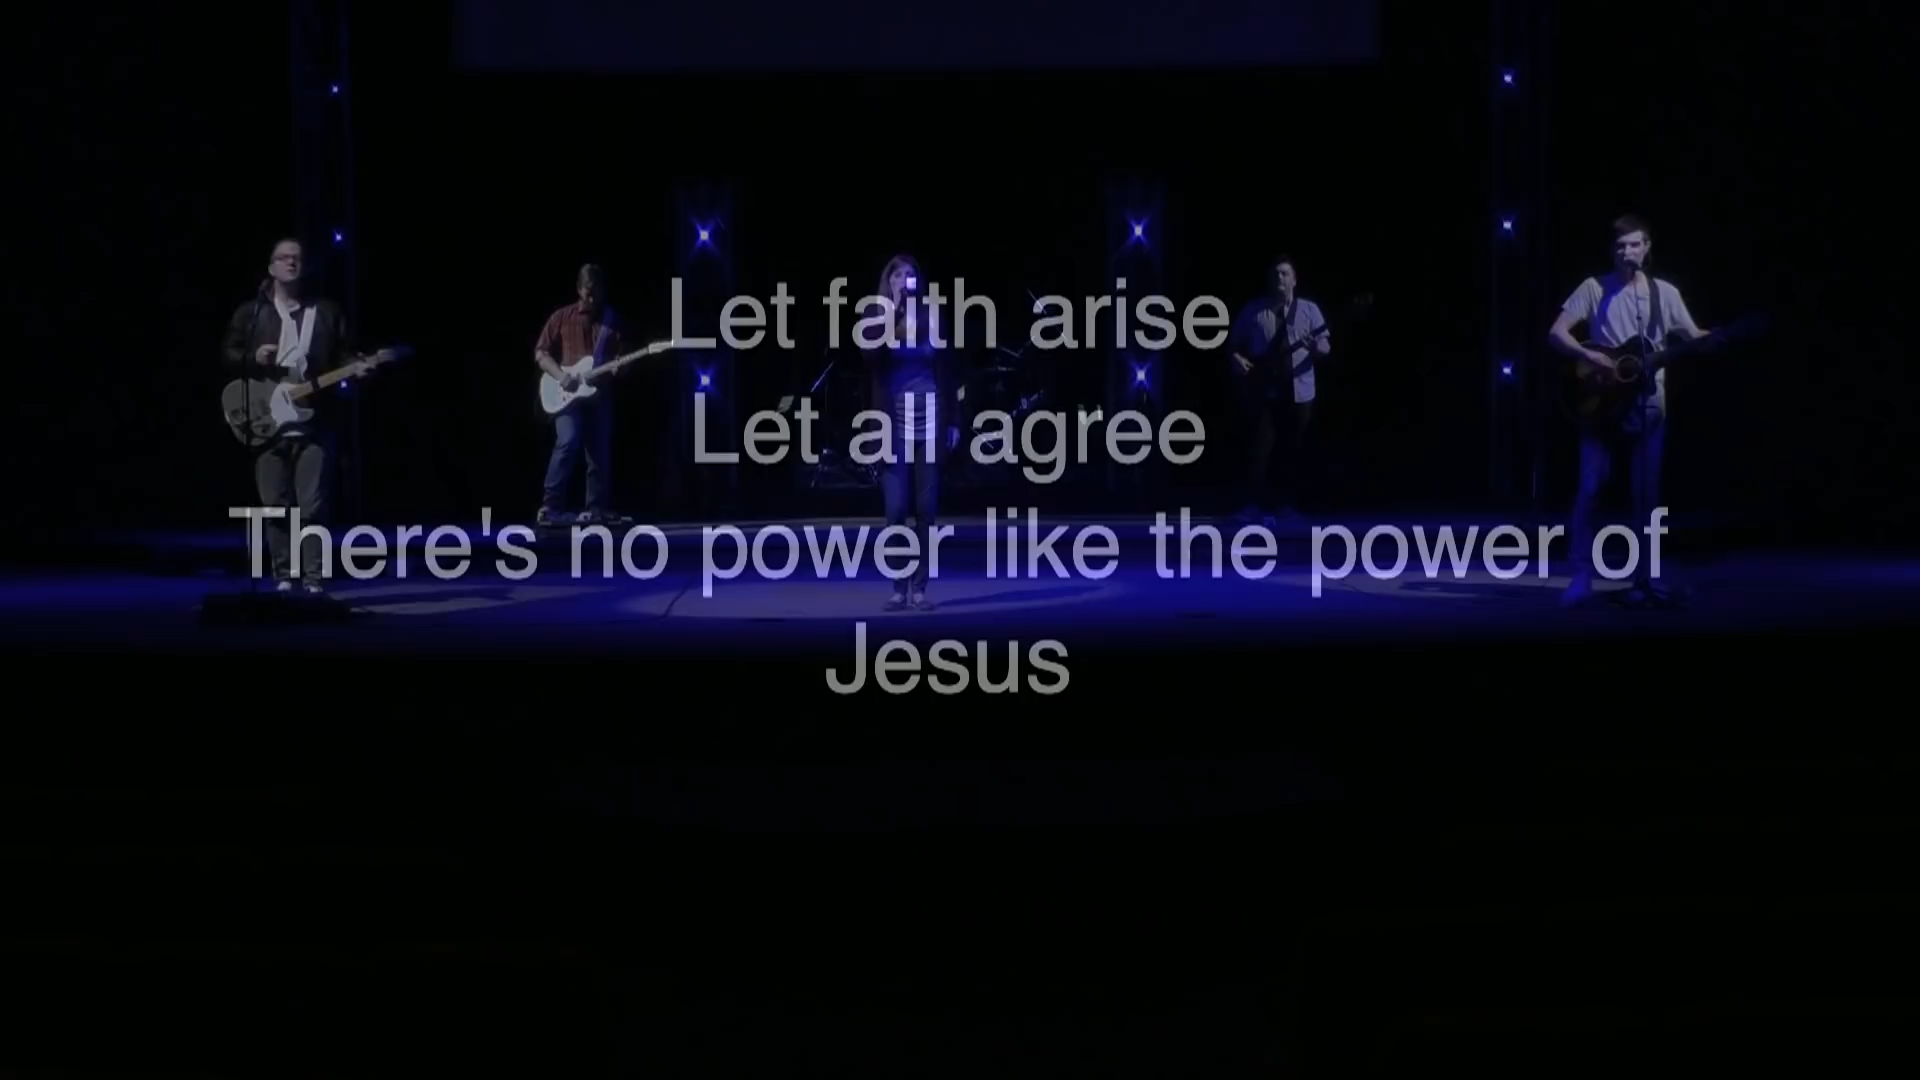 Let faith arise
Let all agree
There's no power like the power of
Jesus